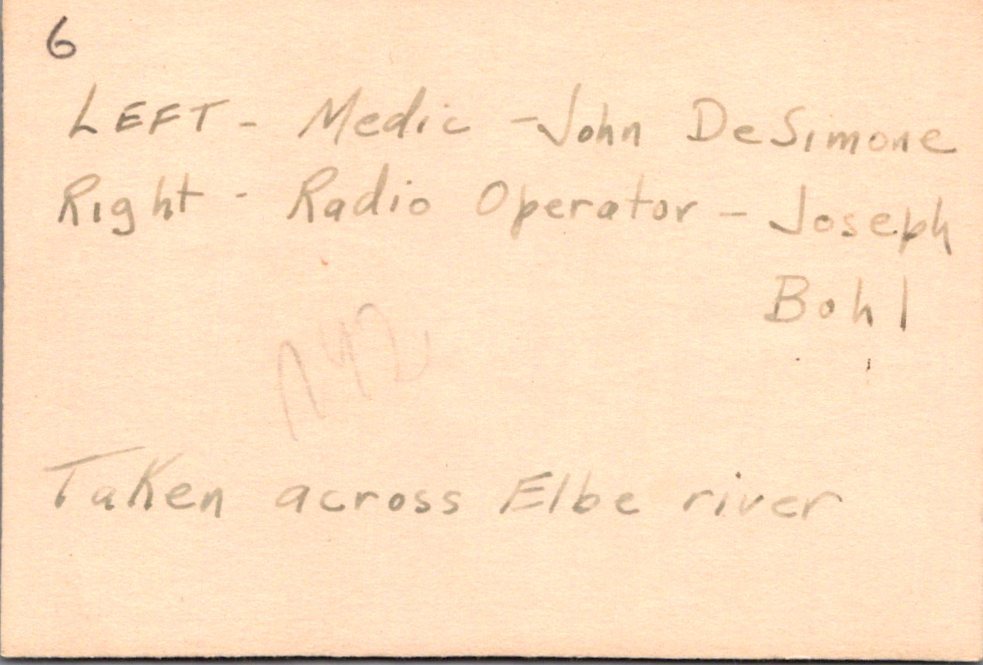 6
LEFT - Medic - John DeSimone
Right - Radio Operator - Joseph
Bohl
Taken across Elbe river